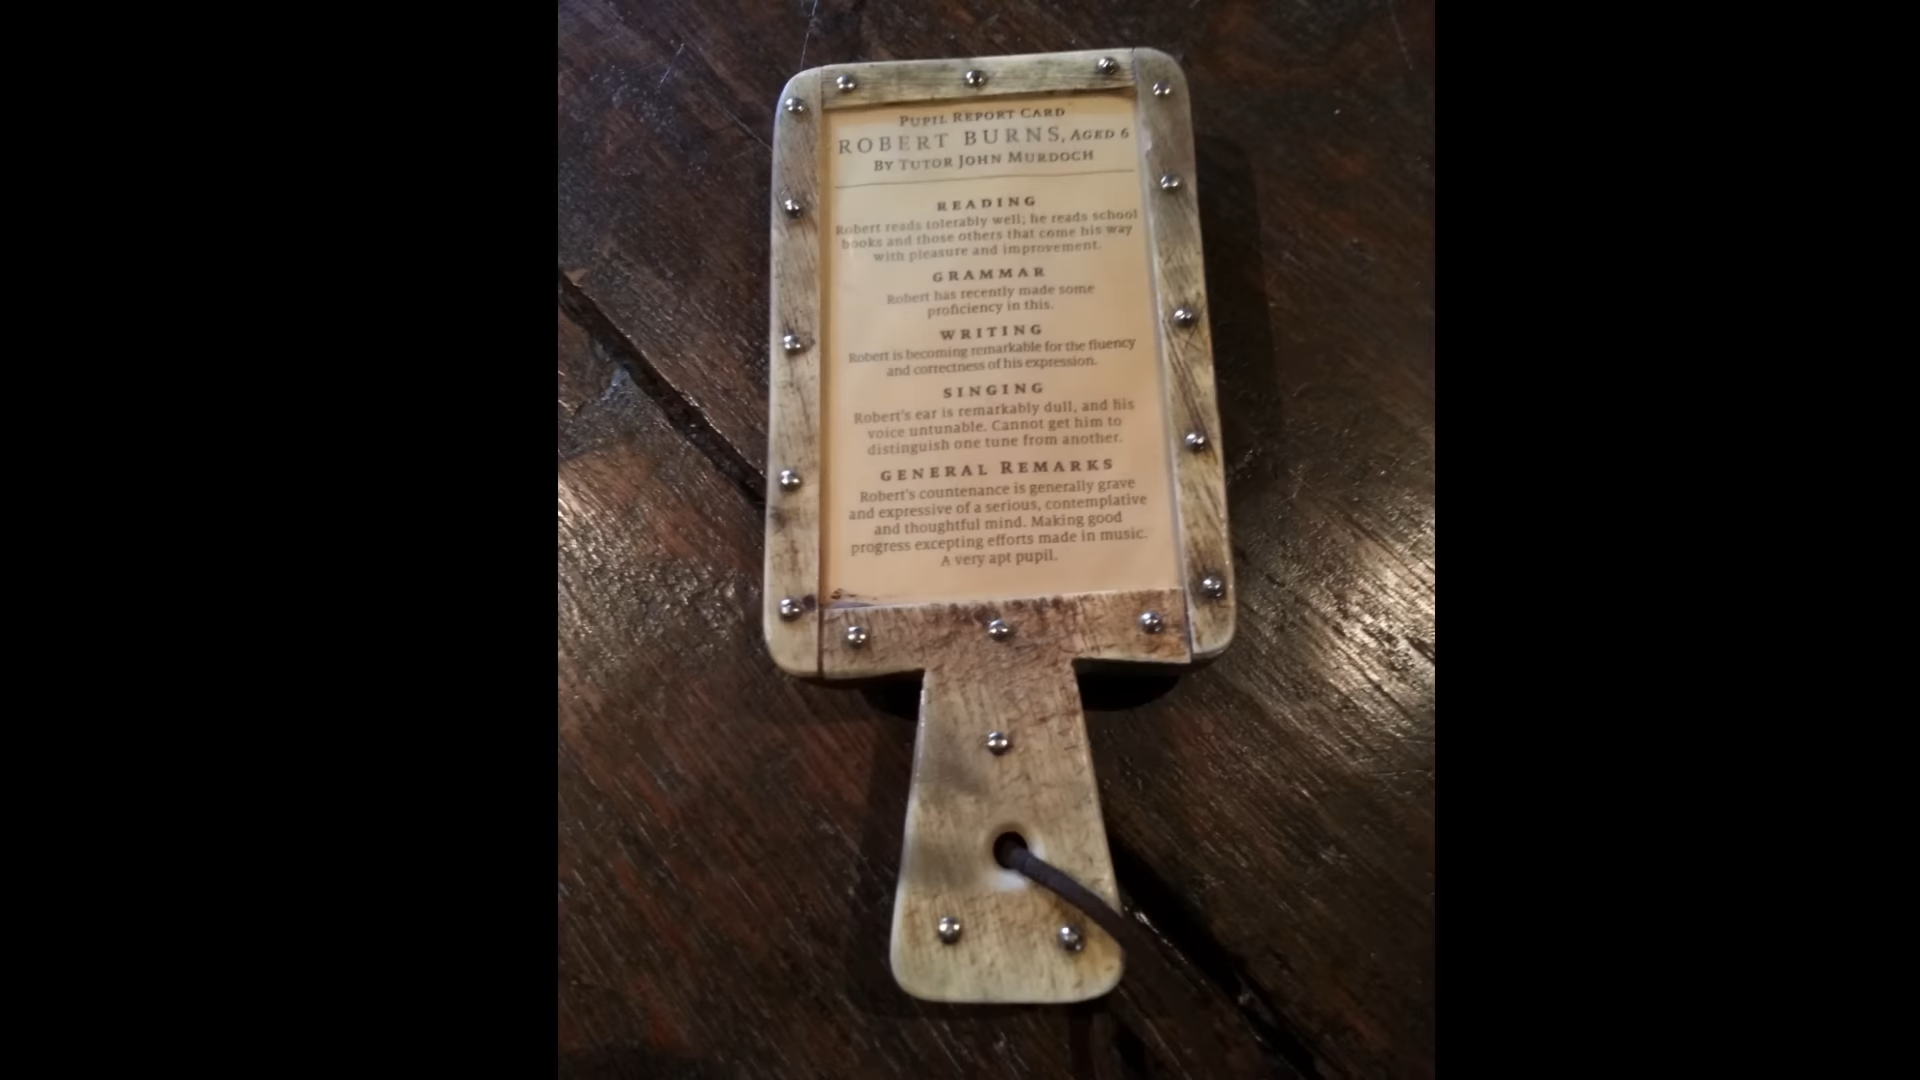 PUPIL REPORT CARD
ROBERT BURNS, AGED 6
BY TUTOR JOHN MURDOCH
READING
Robert reads tolerably well; he reads school
books and those others that come his way
with pleasure and improvement.
GRAMMAR
Robert has recently made some
proficiency in this.
WRITING
Robert is becoming remarkable for the fluency
and correctness of his expression.
SINGING
Robert's ear is remarkably dull, and his
voice untunable. Cannot get him to
distinguish one tune from another.
GENERAL REMARKS
Robert's countenance is generally grave
and expressive of a serious, contemplative
and thoughtful mind. Making good
progress excepting efforts made in music.
A very apt pupil.